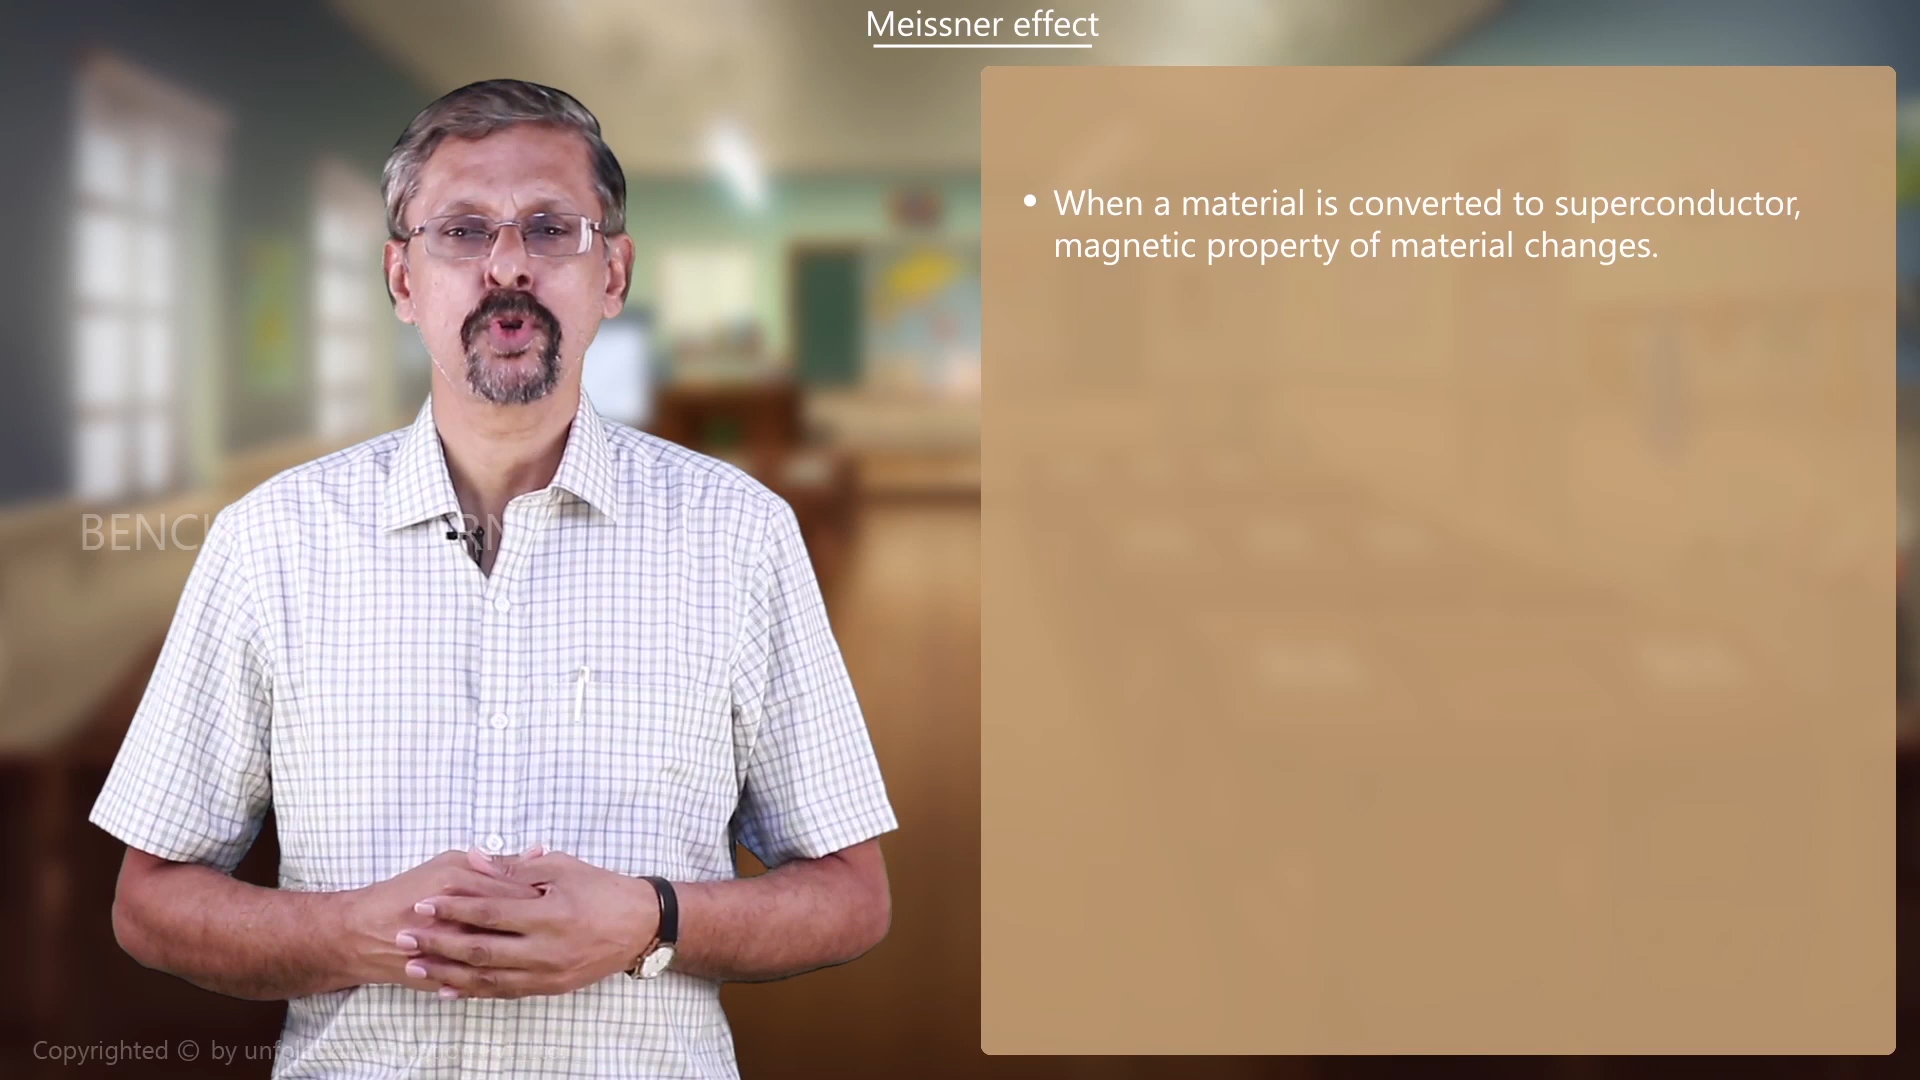 Meissner effect
• When a material is converted to superconductor,
magnetic property of material changes.
Copyrighted © by